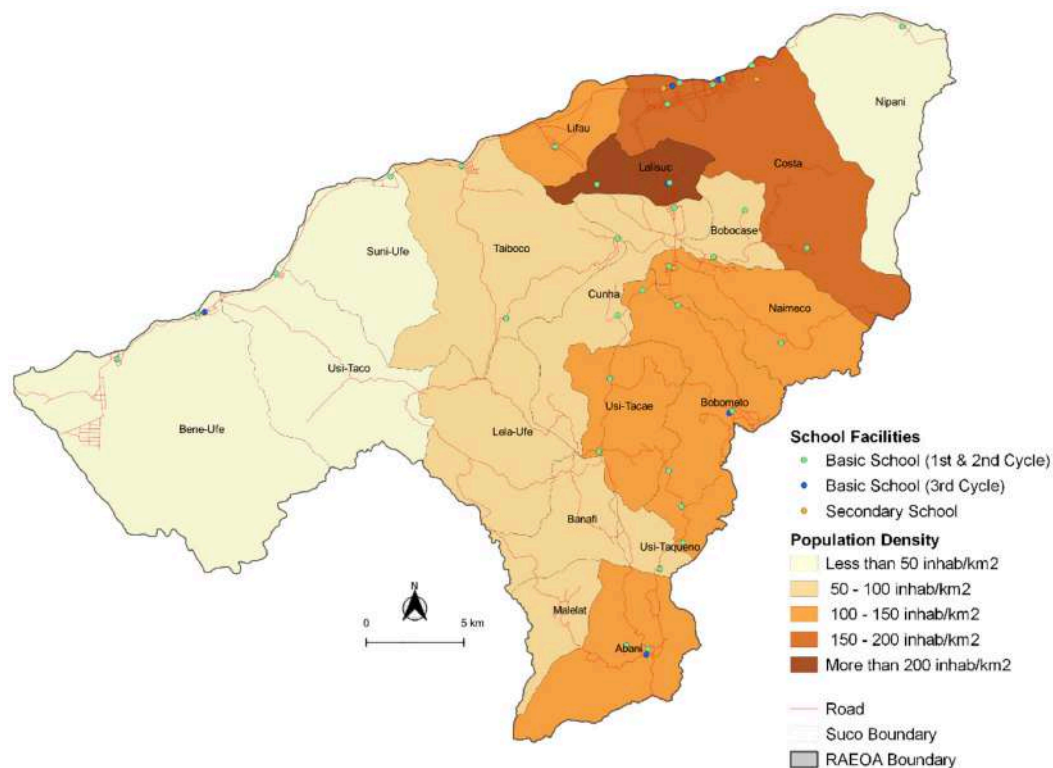 Nipani
Lifau
Lalisuc
Costa
Bobocase
Suni-Ufe
Taiboco
Cunha
Naimeco
Usi-Taco
Usi-Tacae
Bobometo
Bene-Ufe
Lela-Ufe
Banafi
Usi-Taqueno
Malelat
Abani
N
0
5 km
School Facilities
Basic School (1st & 2nd Cycle)
Basic School (3rd Cycle)
Secondary School
Population Density
Less than 50 inhab/km2
50 - 100 inhab/km2
100 - 150 inhab/km2
150 - 200 inhab/km2
More than 200 inhab/km2
Road
Suco Boundary
RAEOA Boundary